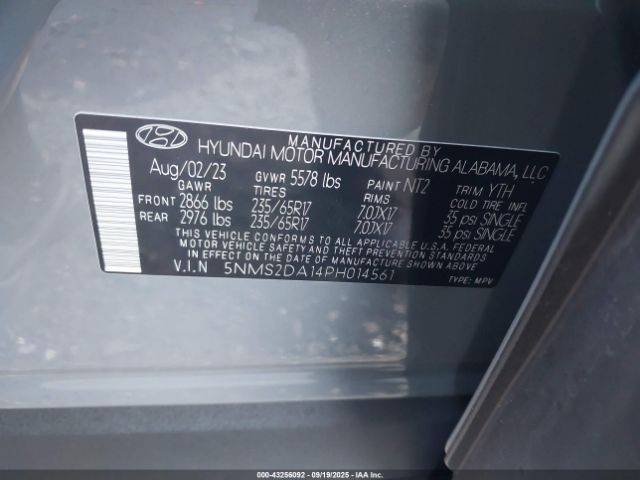 MANUFACTURED BY
HYUNDAI MOTOR MANUFACTURING ALABAMA, LLC
Aug/02/23 GVWR 5578 lbs PAINT NT2 TRIM YTH
GAWR TIRES RIMS COLD TIRE INFL
FRONT 2866 lbs 235/65R17 7.0JX17 35 PSI SINGLE
REAR 2976 lbs 235/65R17 7.0JX17 35 PSI SINGLE
THIS VEHICLE CONFORMS TO ALL APPLICABLE U.S.A. FEDERAL
MOTOR VEHICLE SAFETY AND THEFT PREVENTION STANDARDS
IN EFFECT ON THE DATE OF MANUFACTURE SHOWN ABOVE.
V.I.N 5NMS2DA14PH014561 TYPE: MPV
000-43256092 - 09/19/2025 - IAAI.COM